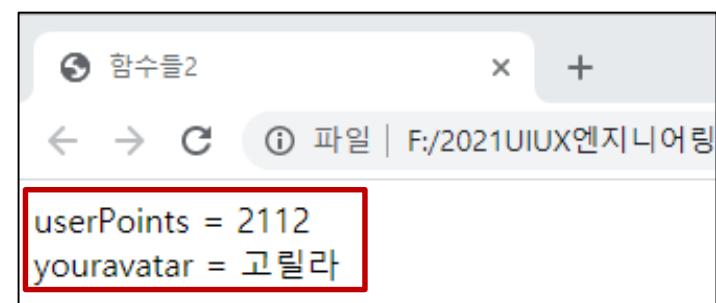 함수들2
파일 | F:/2021UIUX엔지니어링
userPoints = 2112
youravatar = 고릴라